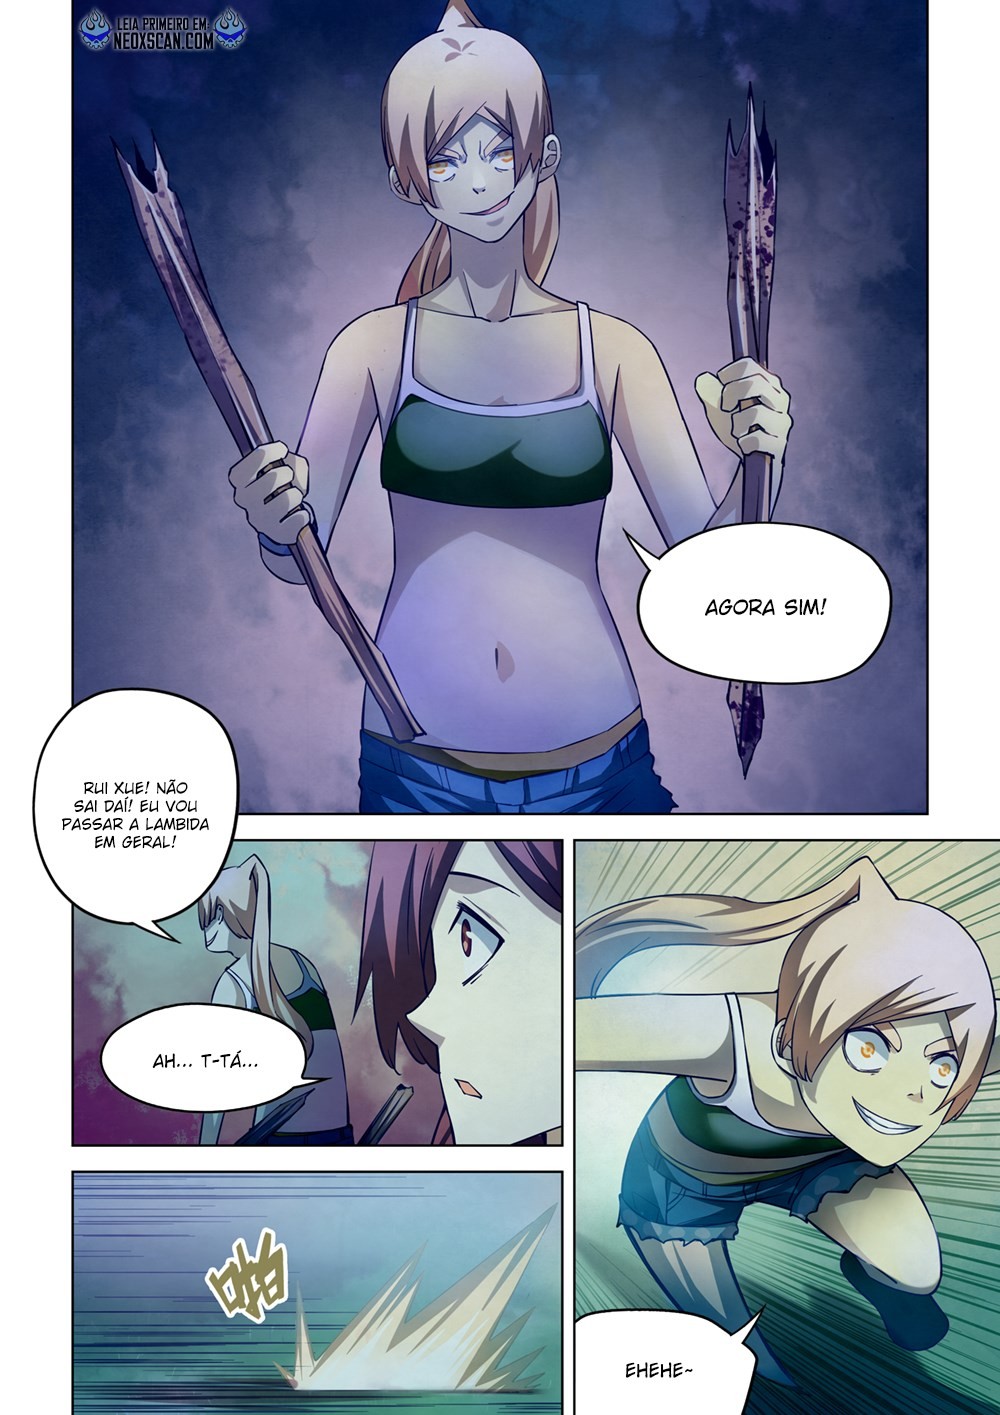 LEIA PRIMEIRO EM:
NEOXSCAN.COM
AGORA SIM!
RUI XUE! NÃO
SAI DAÍ! EU VOU
PASSAR A LAMBIDA
EM GERAL!
AH... T-TÁ...
EHEHE~
啪